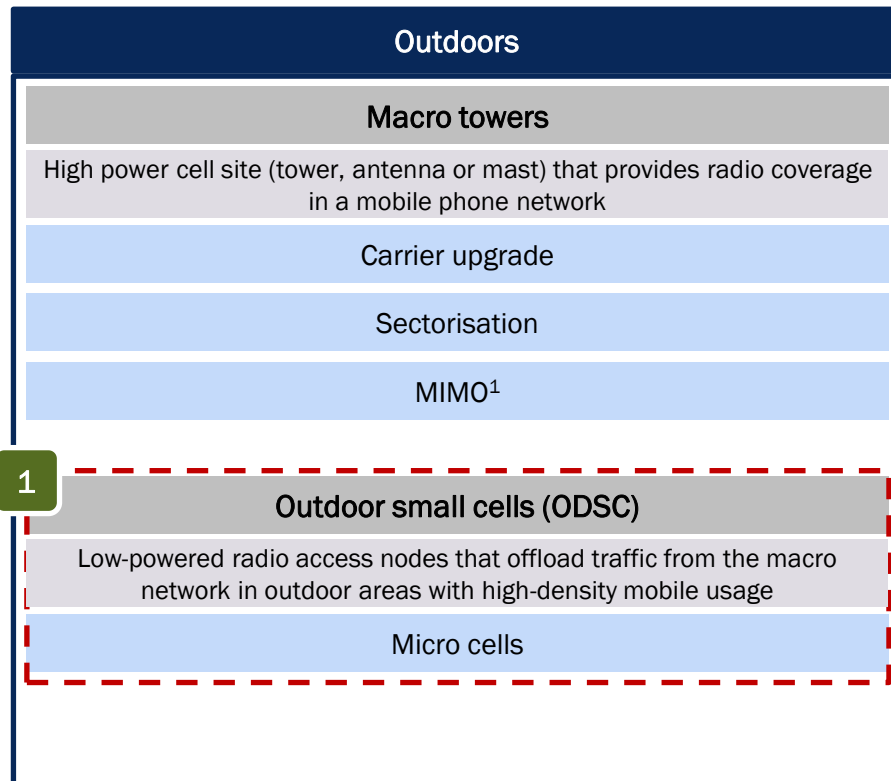 Outdoors
Macro towers
High power cell site (tower, antenna or mast) that provides radio coverage
in a mobile phone network
Carrier upgrade
Sectorisation
MIMO¹
1
Outdoor small cells (ODSC)
Low-powered radio access nodes that offload traffic from the macro
network in outdoor areas with high-density mobile usage
Micro cells